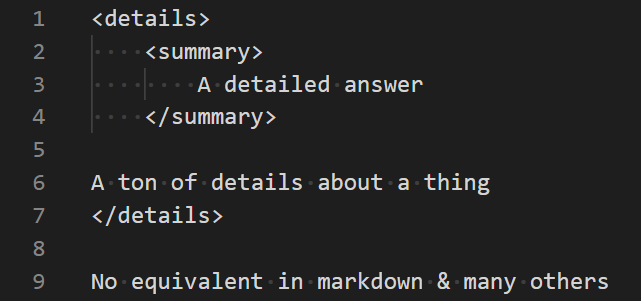 1 <details>
2 <summary>
3 A detailed answer
4 </summary>
5
6 A ton of details about a thing
7 </details>
8
9 No equivalent in markdown & many others